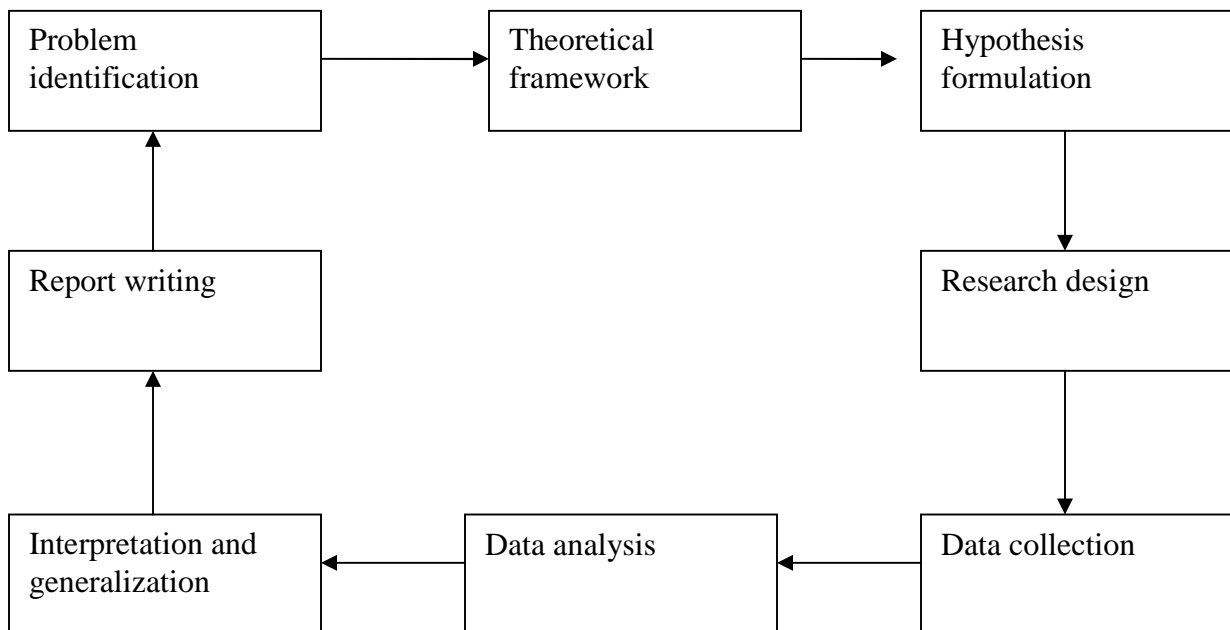 Problem
identification
Theoretical
framework
Hypothesis
formulation
Report writing
Research design
Interpretation and
generalization
Data analysis
Data collection